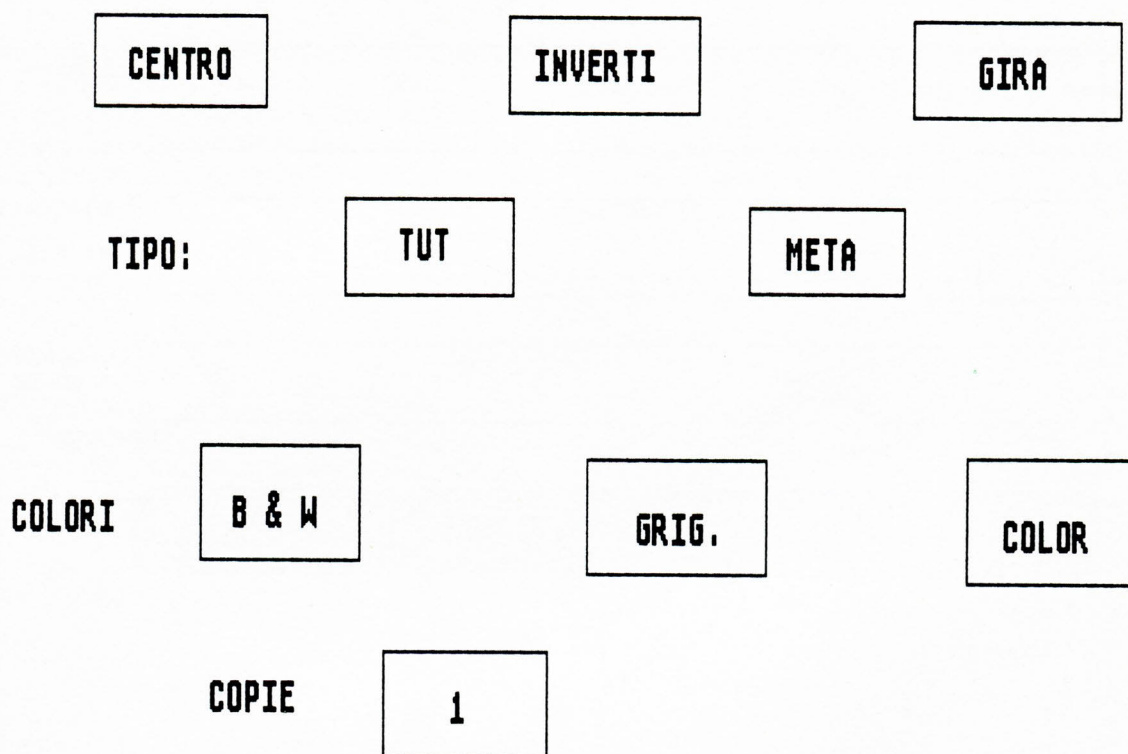 CENTRO INVERTI GIRA
TIPO: TUT META
COLORI B & W GRIG. COLOR
COPIE 1